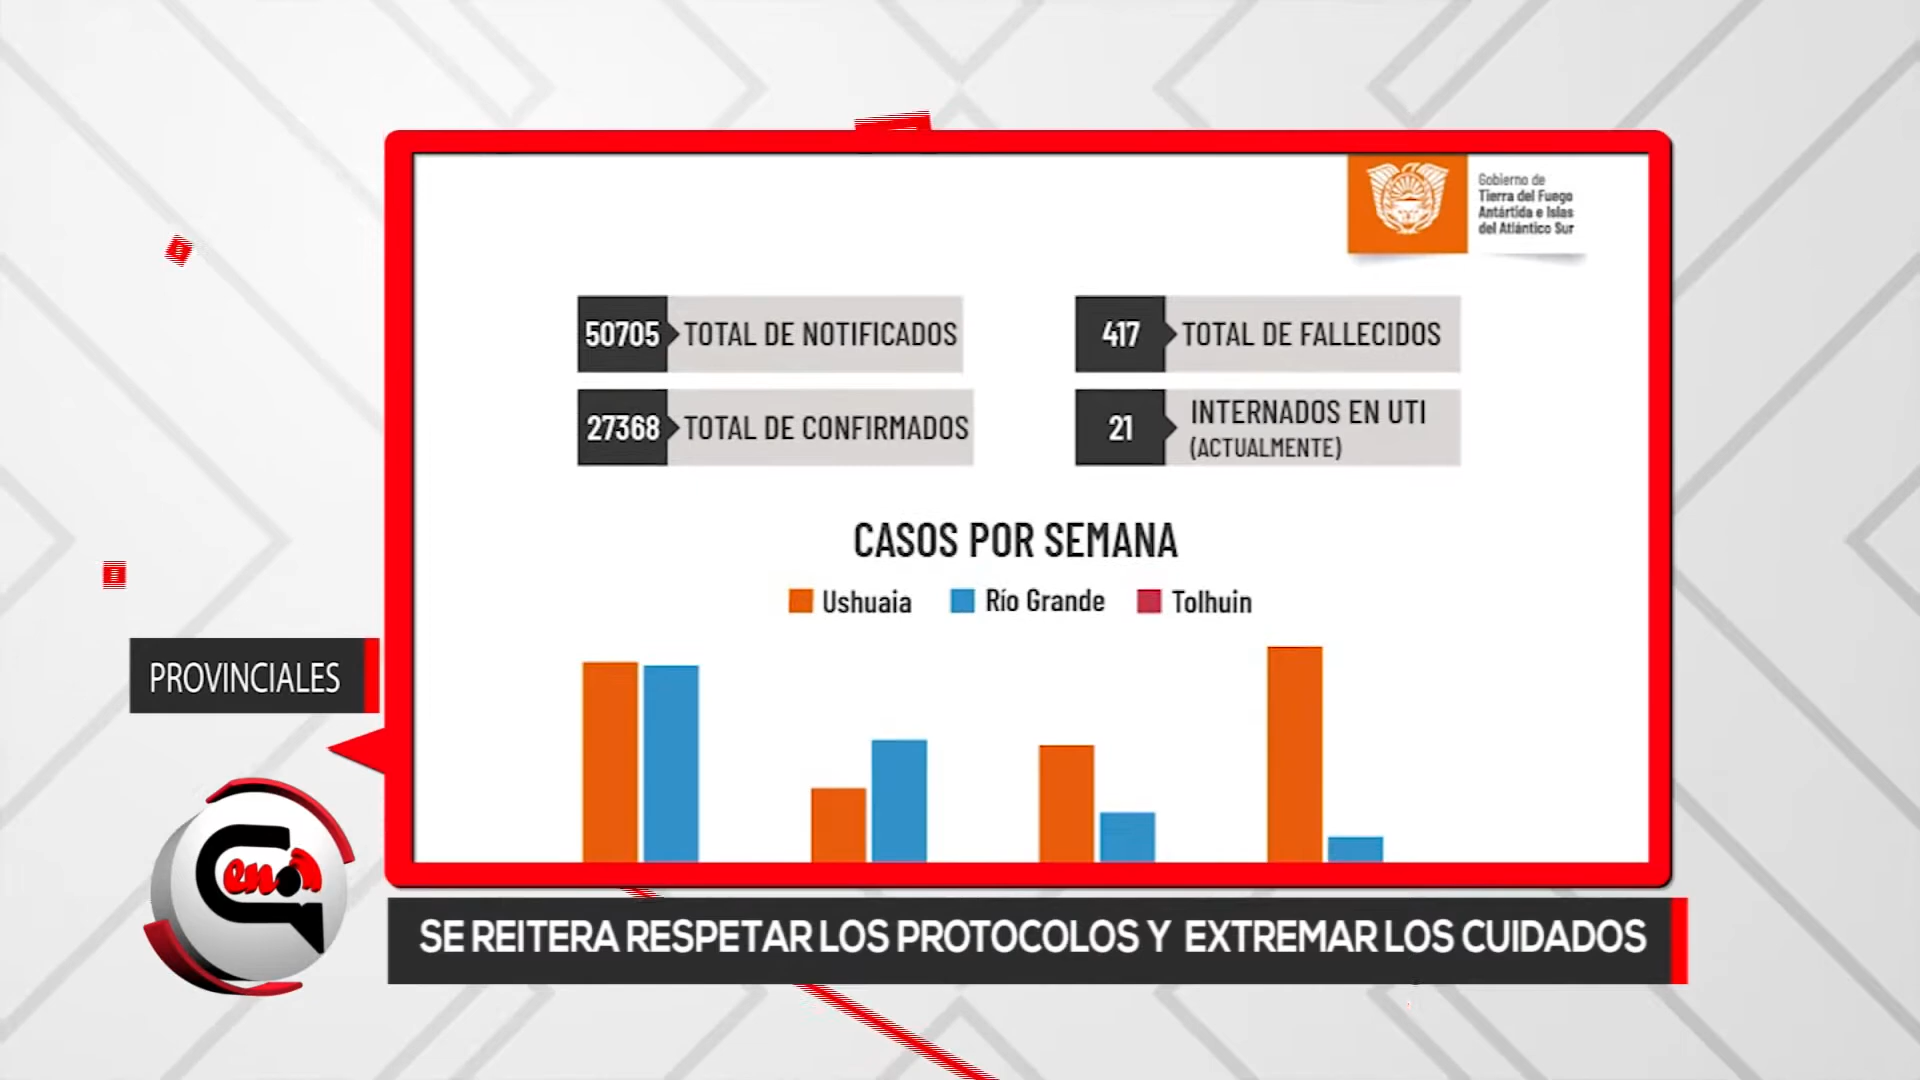 Gobierno de
Tierra del Fuego
Antártida e Islas
del Atlántico Sur
50705 TOTAL DE NOTIFICADOS
417 TOTAL DE FALLECIDOS
27368 TOTAL DE CONFIRMADOS
21 INTERNADOS EN UTI
(ACTUALMENTE)
CASOS POR SEMANA
Ushuaia Río Grande Tolhuin
PROVINCIALES
en
SE REITERA RESPETAR LOS PROTOCOLOS Y EXTREMAR LOS CUIDADOS